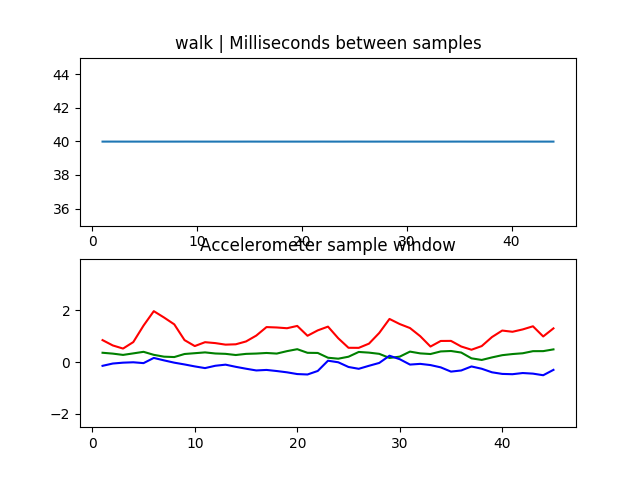 walk | Milliseconds between samples
44
42
40
38
36
0 10 20 30 40
Accelerometer sample window
2
0
−2
0 10 20 30 40